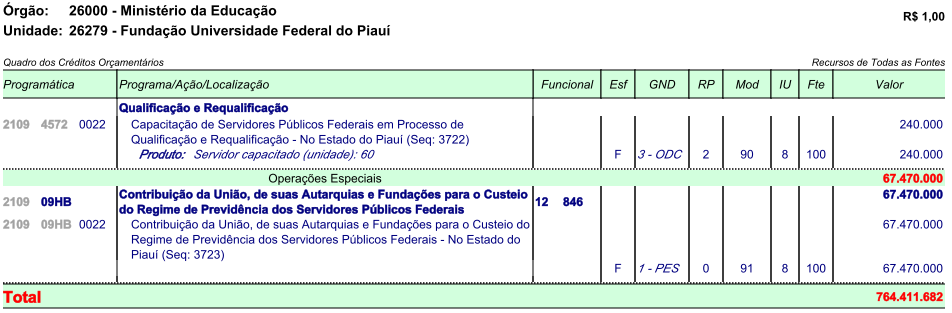 Órgão: 26000 - Ministério da Educação
R$ 1,00
Unidade: 26279 - Fundação Universidade Federal do Piauí
Quadro dos Créditos Orçamentários Recursos de Todas as Fontes
Programática Programa/Ação/Localização Funcional Esf GND RP Mod IU Fte Valor
Qualificação e Requalificação
2109 4572 0022 Capacitação de Servidores Públicos Federais em Processo de 240.000
Qualificação e Requalificação - No Estado do Piauí (Seq: 3722)
Produto: Servidor capacitado (unidade): 60 F 3 - ODC 2 90 8 100 240.000
Operações Especiais 67.470.000
Contribuição da União, de suas Autarquias e Fundações para o Custeio 67.470.000
2109 09HB do Regime de Previdência dos Servidores Públicos Federais 12 846
2109 09HB 0022 Contribuição da União, de suas Autarquias e Fundações para o Custeio do 67.470.000
Regime de Previdência dos Servidores Públicos Federais - No Estado do
Piauí (Seq: 3723)
F 1 - PES 0 91 8 100 67.470.000
Total 764.411.682